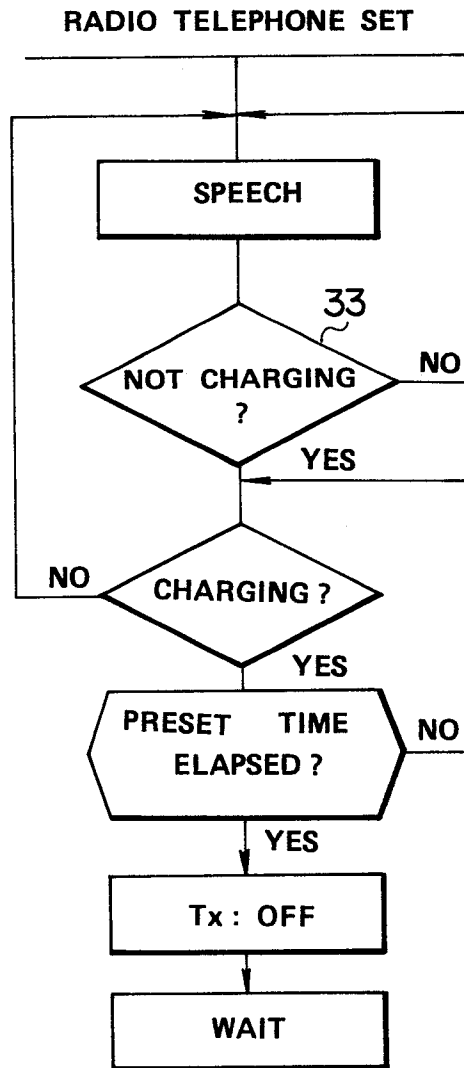 RADIO TELEPHONE SET
SPEECH
33
NOT CHARGING
?
NO
YES
NO
CHARGING ?
YES
PRESET TIME
ELAPSED ?
NO
YES
Tx : OFF
WAIT